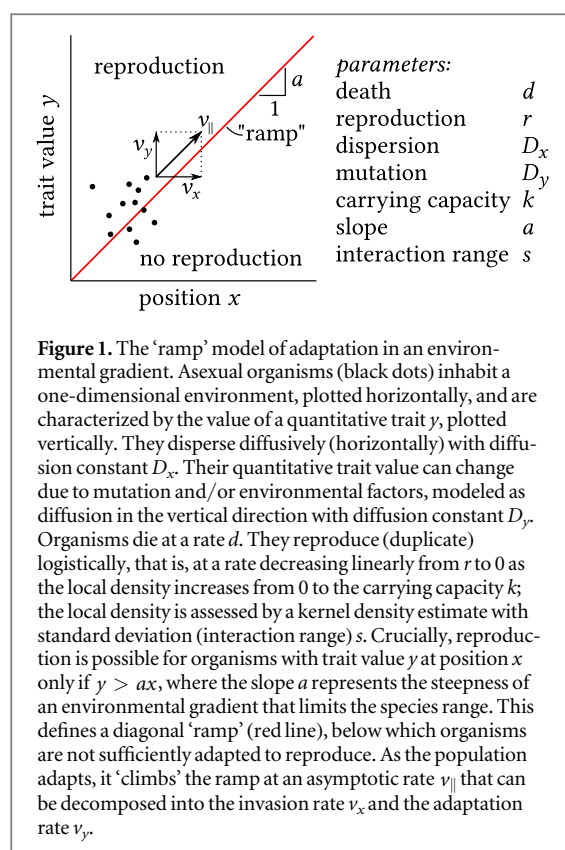 reproduction
a
1
v∥
"ramp"
v_y
v_x
trait value y
no reproduction
position x
parameters:
death d
reproduction r
dispersion D_x
mutation D_y
carrying capacity k
slope a
interaction range s
Figure 1. The ‘ramp’ model of adaptation in an environ-
mental gradient. Asexual organisms (black dots) inhabit a
one-dimensional environment, plotted horizontally, and are
characterized by the value of a quantitative trait y, plotted
vertically. They disperse diffusively (horizontally) with diffu-
sion constant D_x. Their quantitative trait value can change
due to mutation and/or environmental factors, modeled as
diffusion in the vertical direction with diffusion constant D_y.
Organisms die at a rate d. They reproduce (duplicate)
logistically, that is, at a rate decreasing linearly from r to 0 as
the local density increases from 0 to the carrying capacity k;
the local density is assessed by a kernel density estimate with
standard deviation (interaction range) s. Crucially, reproduc-
tion is possible for organisms with trait value y at position x
only if y > ax, where the slope a represents the steepness of
an environmental gradient that limits the species range. This
defines a diagonal ‘ramp’ (red line), below which organisms
are not sufficiently adapted to reproduce. As the population
adapts, it ‘climbs’ the ramp at an asymptotic rate v∥ that can
be decomposed into the invasion rate v_x and the adaptation
rate v_y.